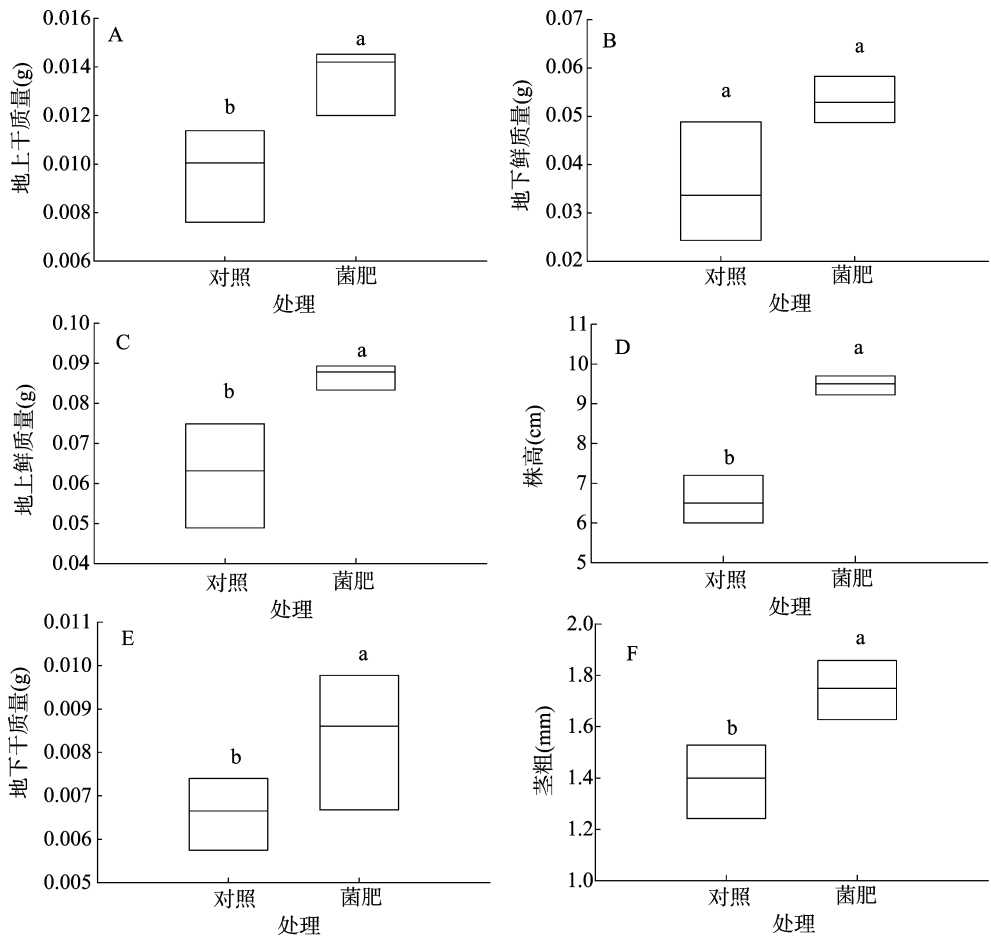 A
地上干质量(g)
0.016
0.014
0.012
0.010
0.008
0.006
b
a
对照
菌肥
处理
B
地下鲜质量(g)
0.07
0.06
0.05
0.04
0.03
0.02
a
a
对照
菌肥
处理
C
地上鲜质量(g)
0.10
0.09
0.08
0.07
0.06
0.05
0.04
b
a
对照
菌肥
处理
D
株高(cm)
11
10
9
8
7
6
5
b
a
对照
菌肥
处理
E
地下干质量(g)
0.011
0.010
0.009
0.008
0.007
0.006
0.005
b
a
对照
菌肥
处理
F
茎粗(mm)
2.0
1.8
1.6
1.4
1.2
1.0
b
a
对照
菌肥
处理